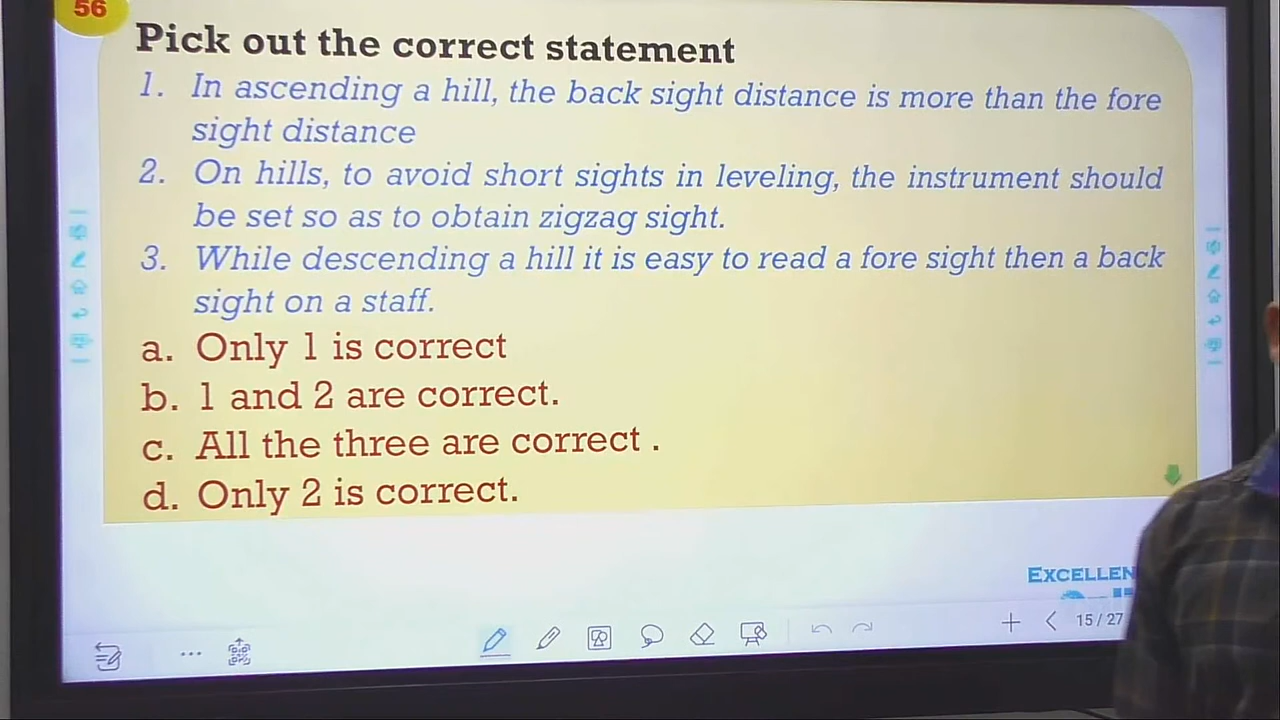 56
Pick out the correct statement
1. In ascending a hill, the back sight distance is more than the fore
sight distance
2. On hills, to avoid short sights in leveling, the instrument should
be set so as to obtain zigzag sight.
3. While descending a hill it is easy to read a fore sight then a back
sight on a staff.
a. Only 1 is correct
b. 1 and 2 are correct.
c. All the three are correct .
d. Only 2 is correct.
EXCELLEN
15/27